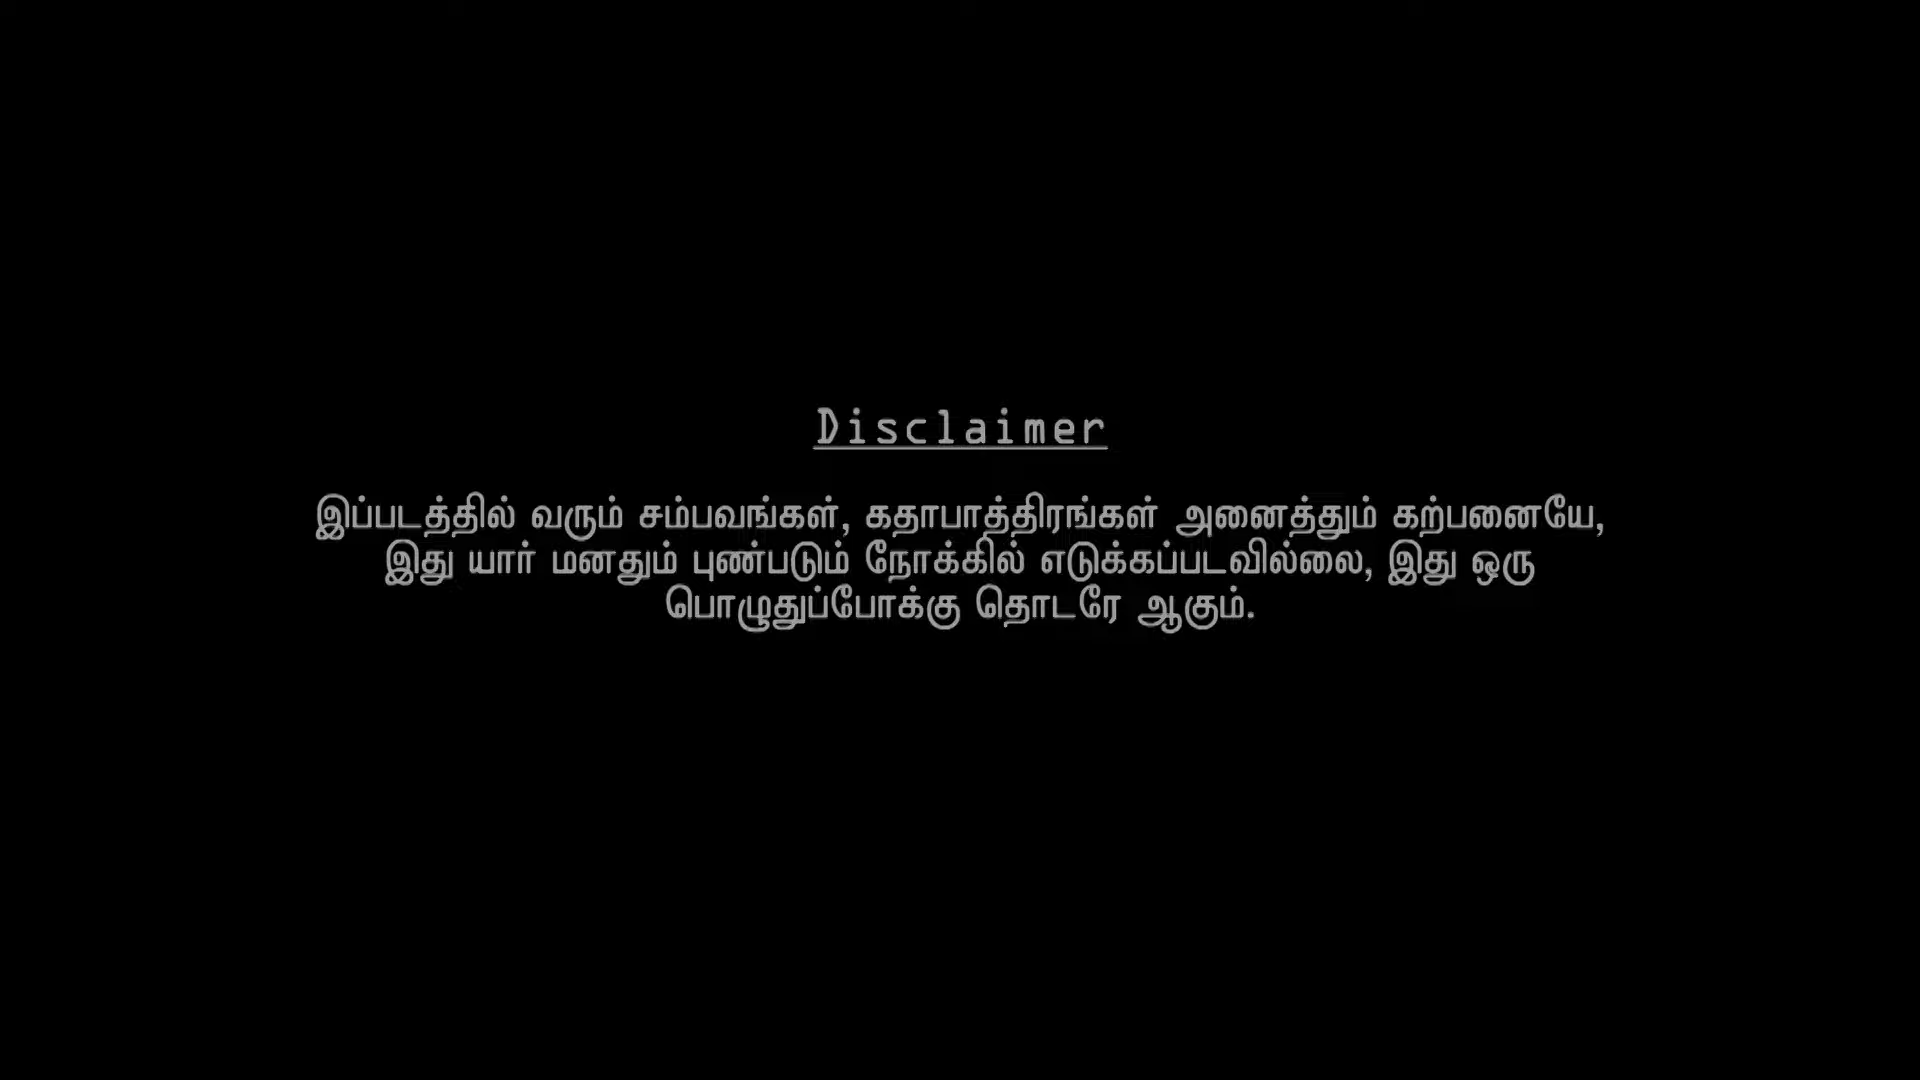 Disclaimer
இப்படத்தில் வரும் சம்பவங்கள், கதாபாத்திரங்கள் அனைத்தும் கற்பனையே,
இது யார் மனதும் புண்படும் நோக்கில் எடுக்கப்படவில்லை, இது ஒரு
பொழுதுப்போக்கு தொடரே ஆகும்.